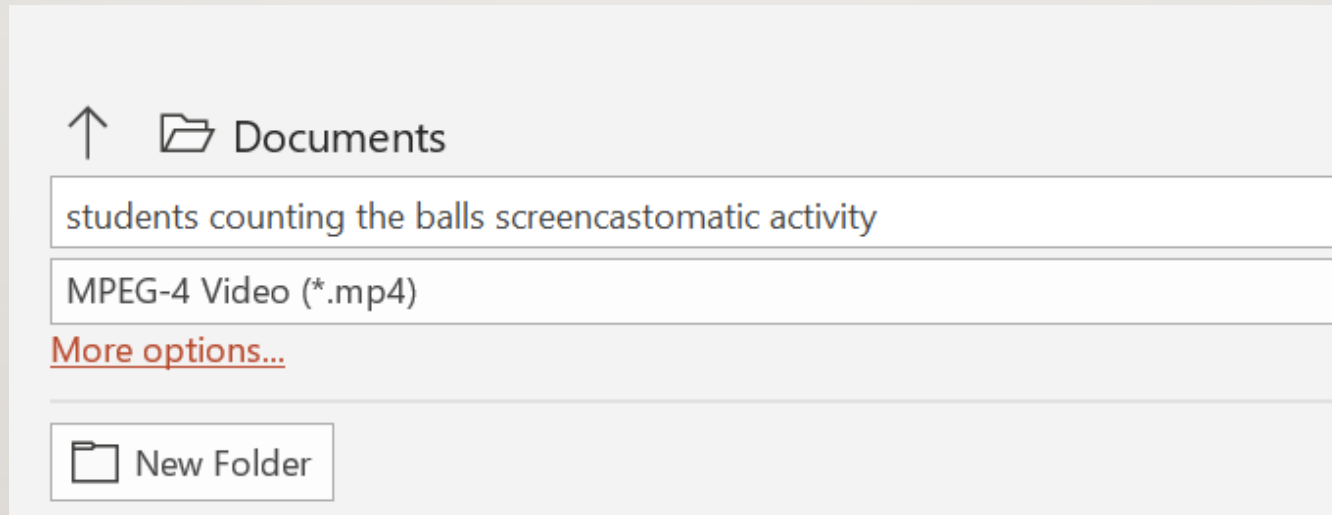 Documents
students counting the balls screencastomatic activity
MPEG-4 Video (*.mp4)
More options...
New Folder